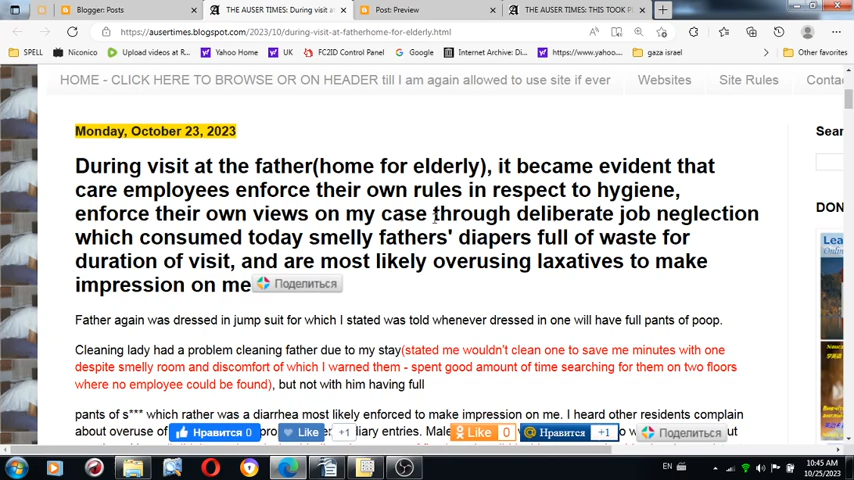 Blogger: Posts
THE AUSER TIMES: During visit a
Post: Preview
THE AUSER TIMES: THIS TOOK P
https://ausertimes.blogspot.com/2023/10/during-visit-at-fatherhome-for-elderly.html
SPELL Niconico Upload videos at R... Yahoo Home UK FC2ID Control Panel Google Internet Archive: Di... https://www.yahoo.... gaza israel Other favorites
HOME - CLICK HERE TO BROWSE OR ON HEADER till I am again allowed to use site if ever Websites Site Rules Conta
Monday, October 23, 2023
Sear
During visit at the father(home for elderly), it became evident that
care employees enforce their own rules in respect to hygiene,
enforce their own views on my case through deliberate job neglection
which consumed today smelly fathers' diapers full of waste for
duration of visit, and are most likely overusing laxatives to make
impression on me Поделиться
DON
Lea
Father again was dressed in jump suit for which I stated was told whenever dressed in one will have full pants of poop.
Cleaning lady had a problem cleaning father due to my stay(stated me wouldn't clean one to save me minutes with one
despite smelly room and discomfort of which I warned them - spent good amount of time searching for them on two floors
where no employee could be found), but not with him having full
pants of s*** which rather was a diarrhea most likely enforced to make impression on me. I heard other residents complain
about overuse of
diary entries. Male
Нравится 0 Like +1 Like 0 Нравится +1 Поделиться
EN 10:45 AM
10/25/2023